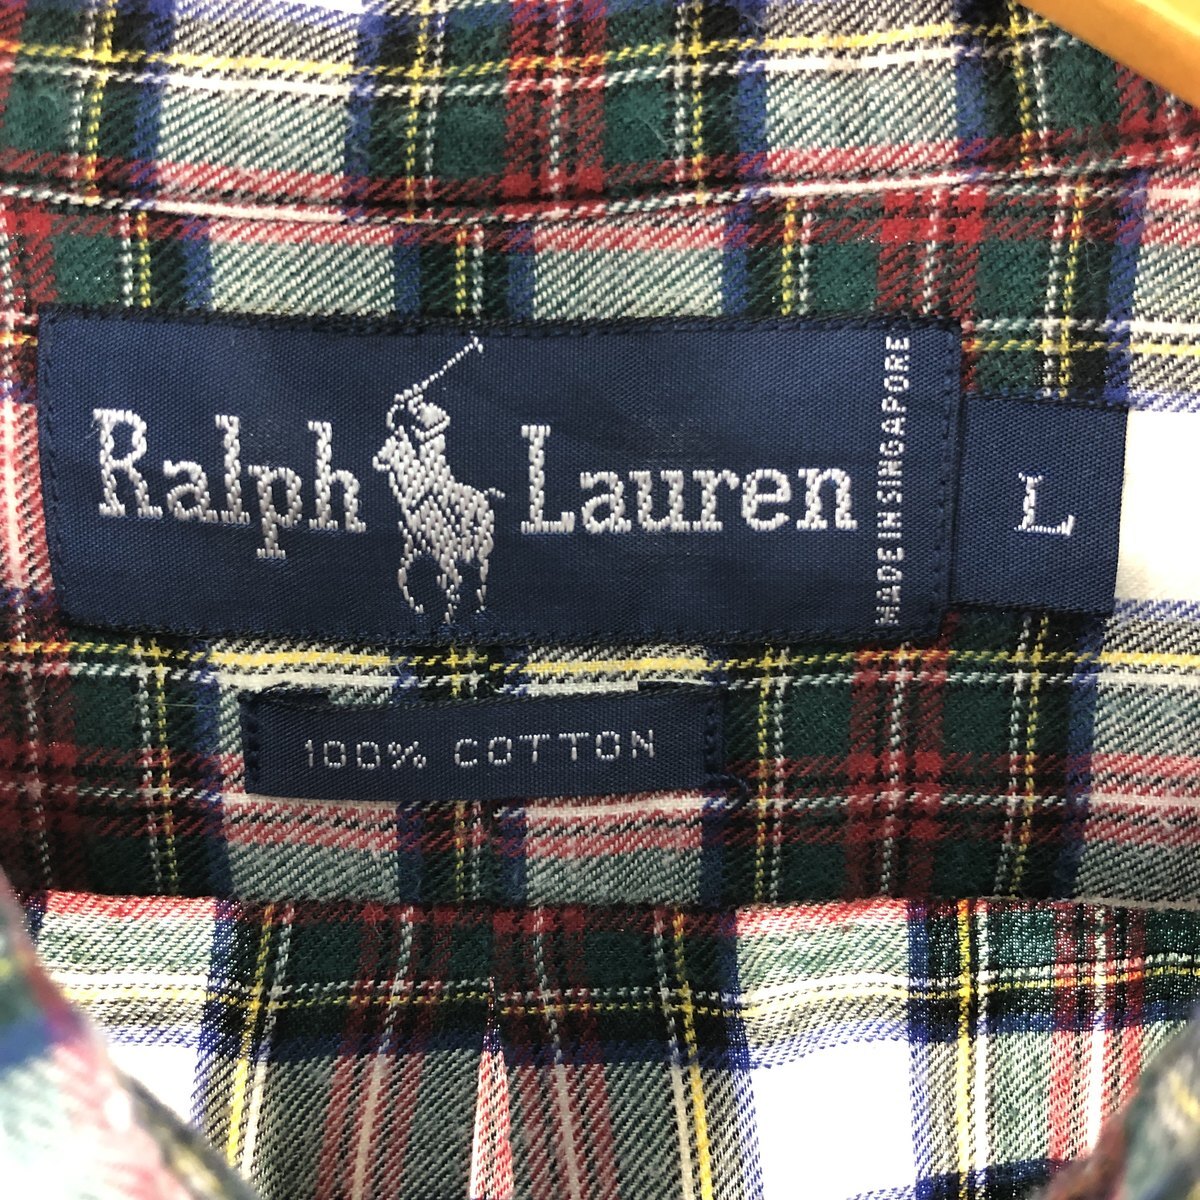 Ralph Lauren
MADE IN SINGAPORE
L
100% COTTON